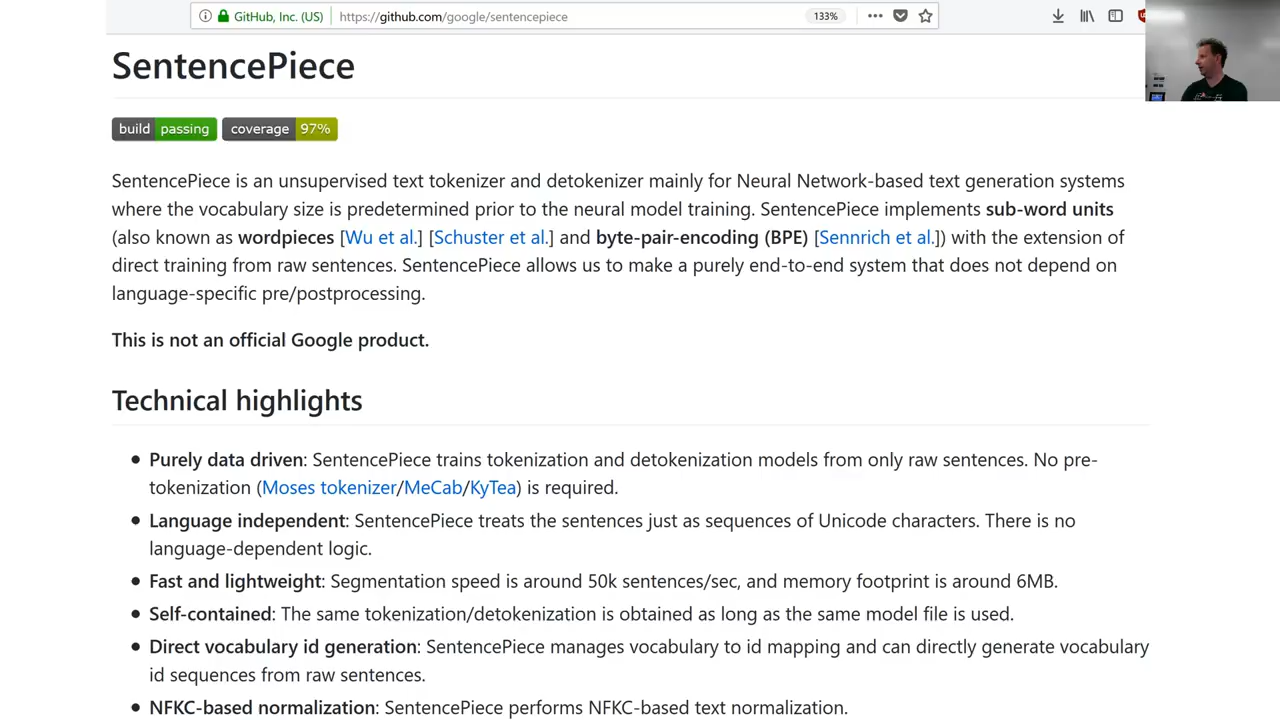 GitHub, Inc. (US) https://github.com/google/sentencepiece 133%
SentencePiece
build passing coverage 97%
SentencePiece is an unsupervised text tokenizer and detokenizer mainly for Neural Network-based text generation systems
where the vocabulary size is predetermined prior to the neural model training. SentencePiece implements sub-word units
(also known as wordpieces [Wu et al.] [Schuster et al.] and byte-pair-encoding (BPE) [Sennrich et al.]) with the extension of
direct training from raw sentences. SentencePiece allows us to make a purely end-to-end system that does not depend on
language-specific pre/postprocessing.
This is not an official Google product.
Technical highlights
• Purely data driven: SentencePiece trains tokenization and detokenization models from only raw sentences. No pre-
tokenization (Moses tokenizer/MeCab/KyTea) is required.
• Language independent: SentencePiece treats the sentences just as sequences of Unicode characters. There is no
language-dependent logic.
• Fast and lightweight: Segmentation speed is around 50k sentences/sec, and memory footprint is around 6MB.
• Self-contained: The same tokenization/detokenization is obtained as long as the same model file is used.
• Direct vocabulary id generation: SentencePiece manages vocabulary to id mapping and can directly generate vocabulary
id sequences from raw sentences.
• NFKC-based normalization: SentencePiece performs NFKC-based text normalization.